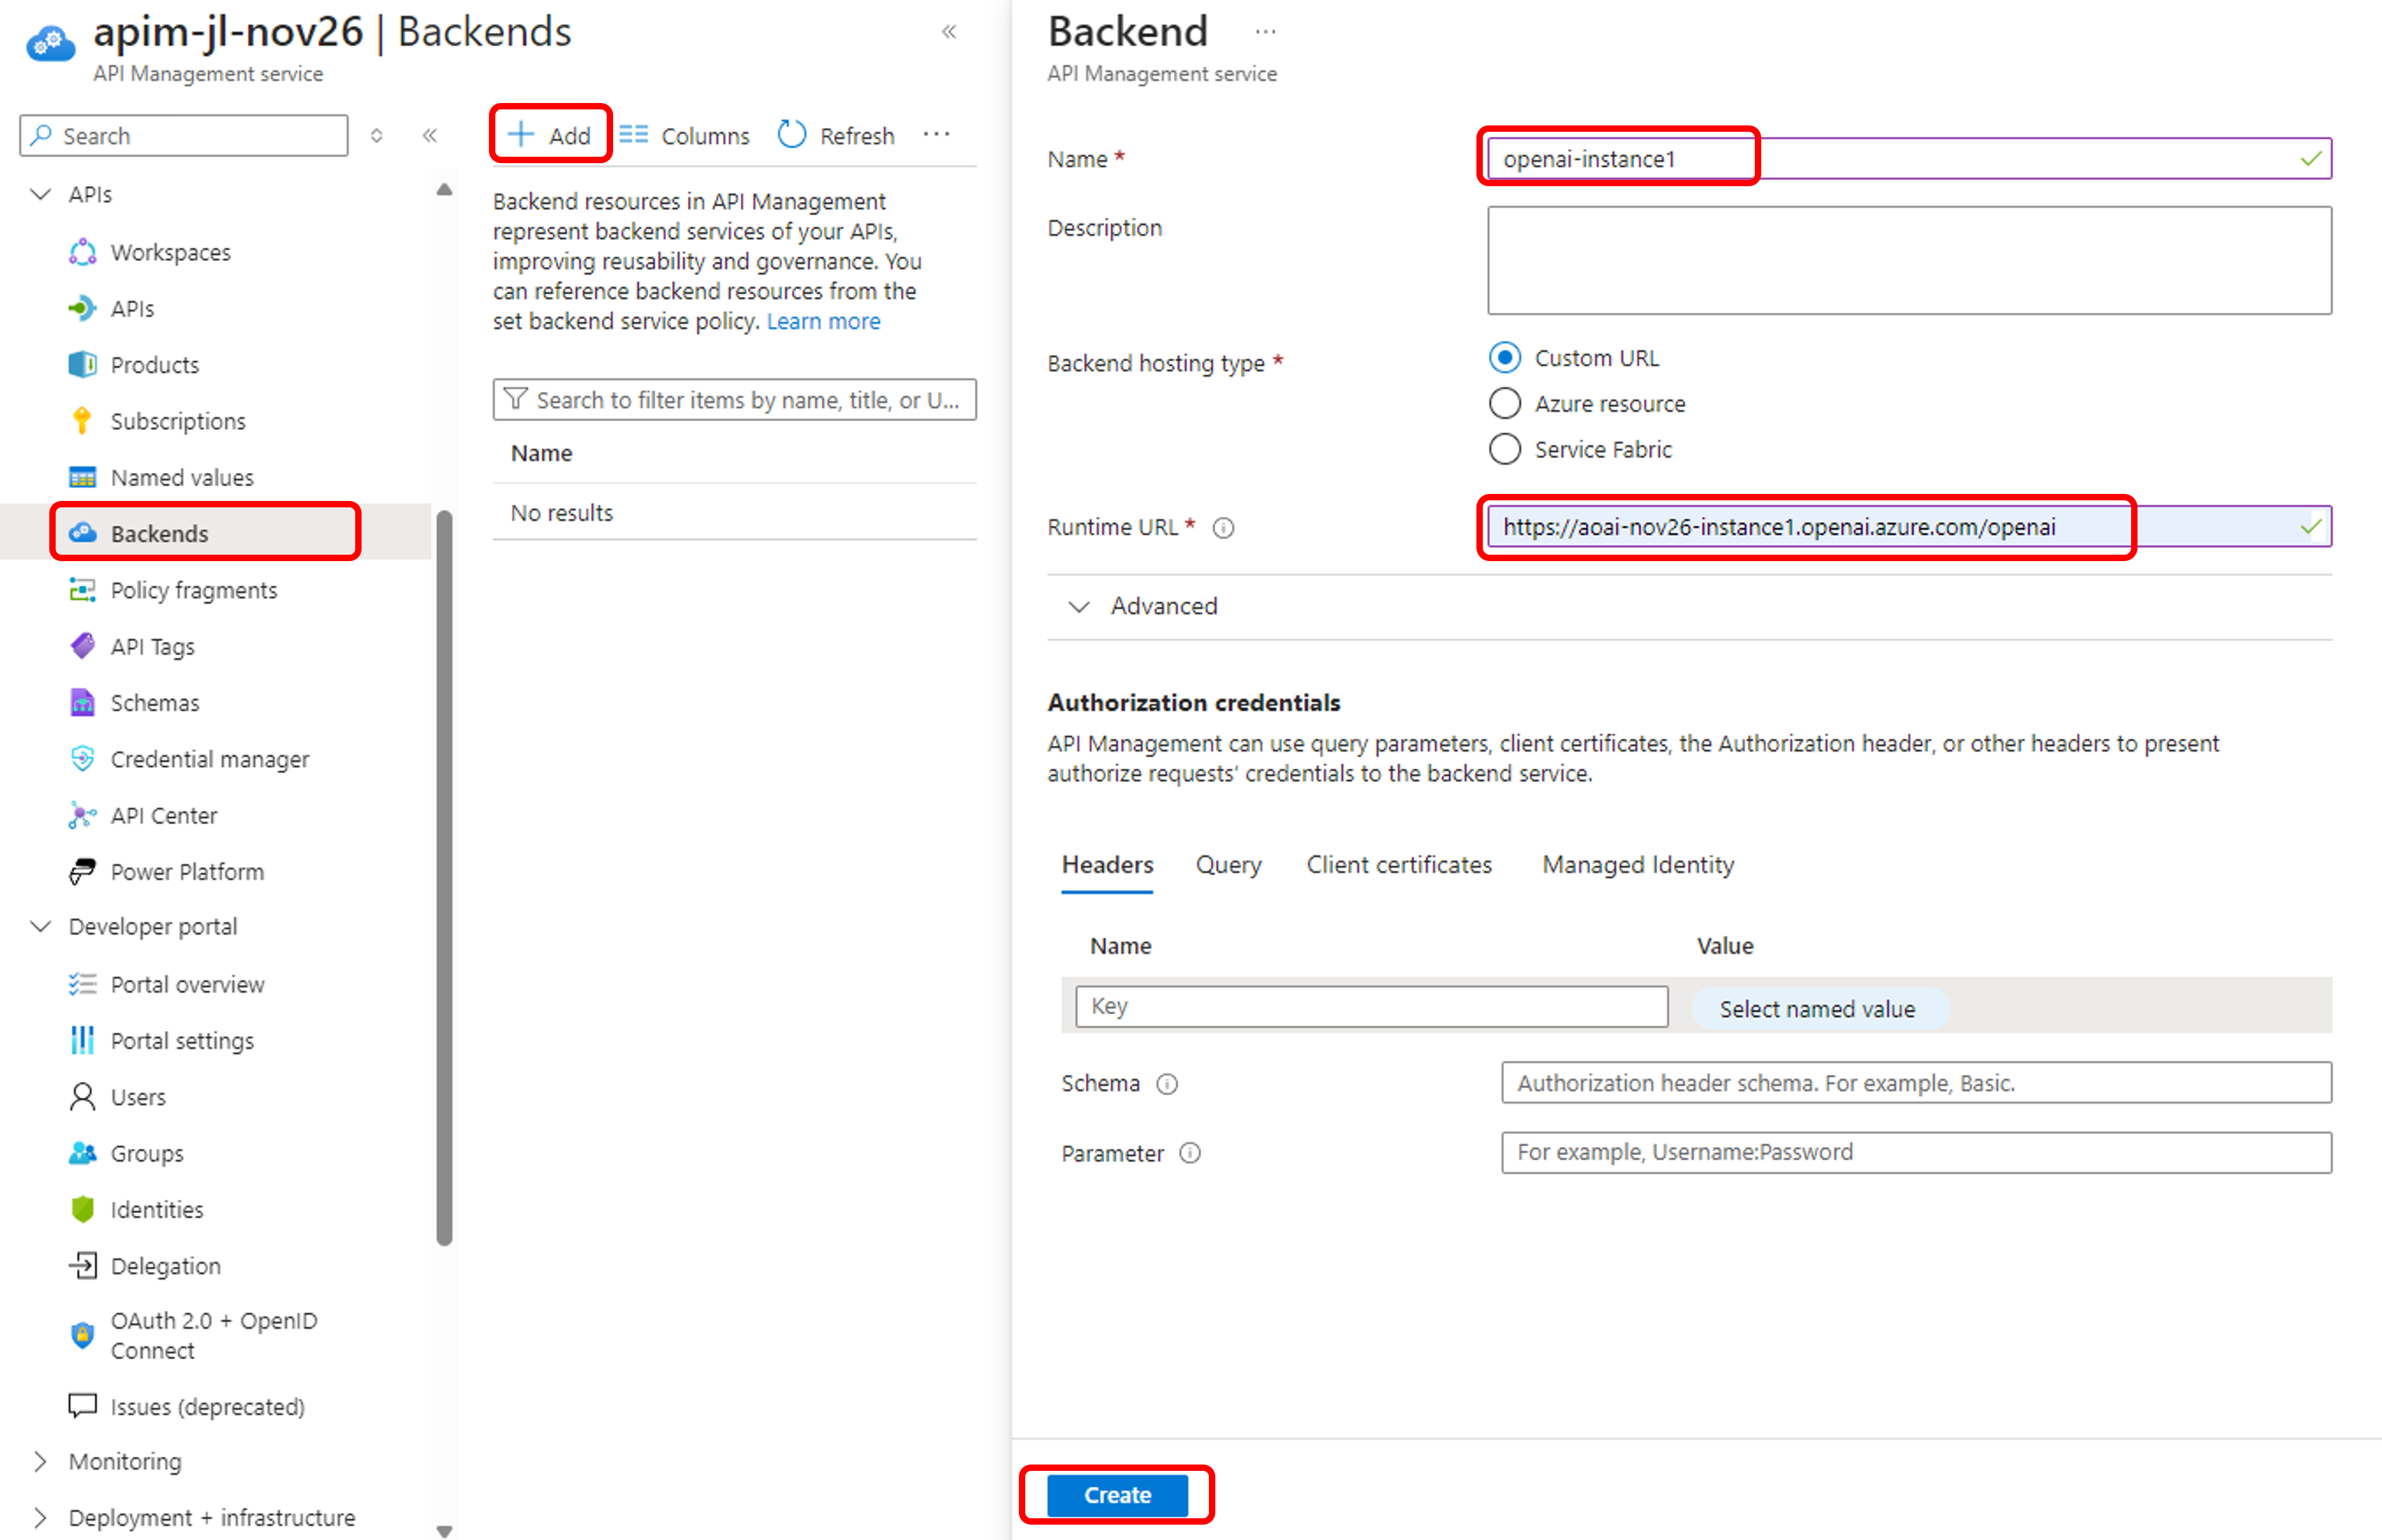 apim-jl-nov26 | Backends
API Management service
Search
APIs
Workspaces
APIs
Products
Subscriptions
Named values
Backends
Policy fragments
API Tags
Schemas
Credential manager
API Center
Power Platform
Developer portal
Portal overview
Portal settings
Users
Groups
Identities
Delegation
OAuth 2.0 + OpenID
Connect
Issues (deprecated)
Monitoring
Deployment + infrastructure
Add
Columns
Refresh
Backend resources in API Management
represent backend services of your APIs,
improving reusability and governance. You
can reference backend resources from the
set backend service policy. Learn more
Search to filter items by name, title, or U...
Name
No results
Backend
API Management service
Name *
openai-instance1
Description
Backend hosting type *
Custom URL
Azure resource
Service Fabric
Runtime URL *
https://aoai-nov26-instance1.openai.azure.com/openai
Advanced
Authorization credentials
API Management can use query parameters, client certificates, the Authorization header, or other headers to present
authorize requests' credentials to the backend service.
Headers
Query
Client certificates
Managed Identity
Name
Value
Key
Select named value
Schema
Authorization header schema. For example, Basic.
Parameter
For example, Username:Password
Create